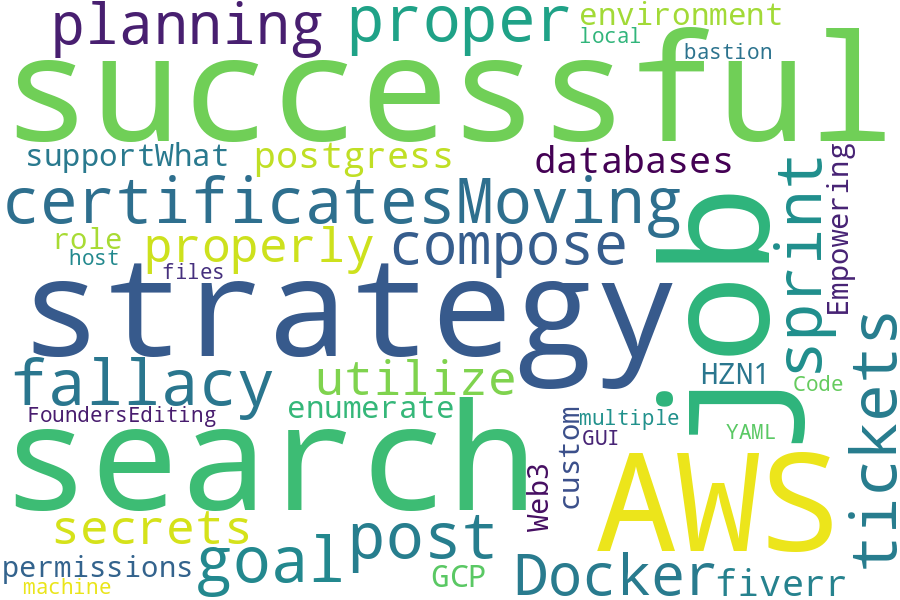 planning
proper
environment
local
bastion
successful
supportWhat
postgress
databases
certificatesMoving
job
sprint
Empowering
role
host
properly
compose
files
strategy
fallacy
utilize
HZN1
Code
tickets
FoundersEditing
enumerate
multiple
GUI
YAML
custom
search
Web3
AWS
secrets
goal
post
permissions
machine
GCP
Docker
fiverr